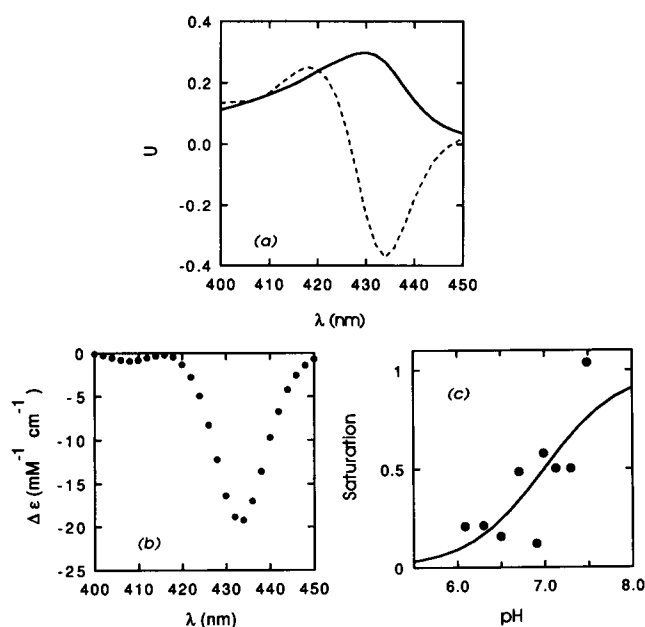 0.4
0.2
0.0
-0.2
-0.4
U
(a)
400 410 420 430 440 450
λ (nm)
0
-5
-10
-15
-20
-25
Δ ε (mM⁻¹ cm⁻¹)
(b)
400 410 420 430 440 450
λ (nm)
1
0.5
0
Saturation
(c)
6.0 7.0 8.0
pH